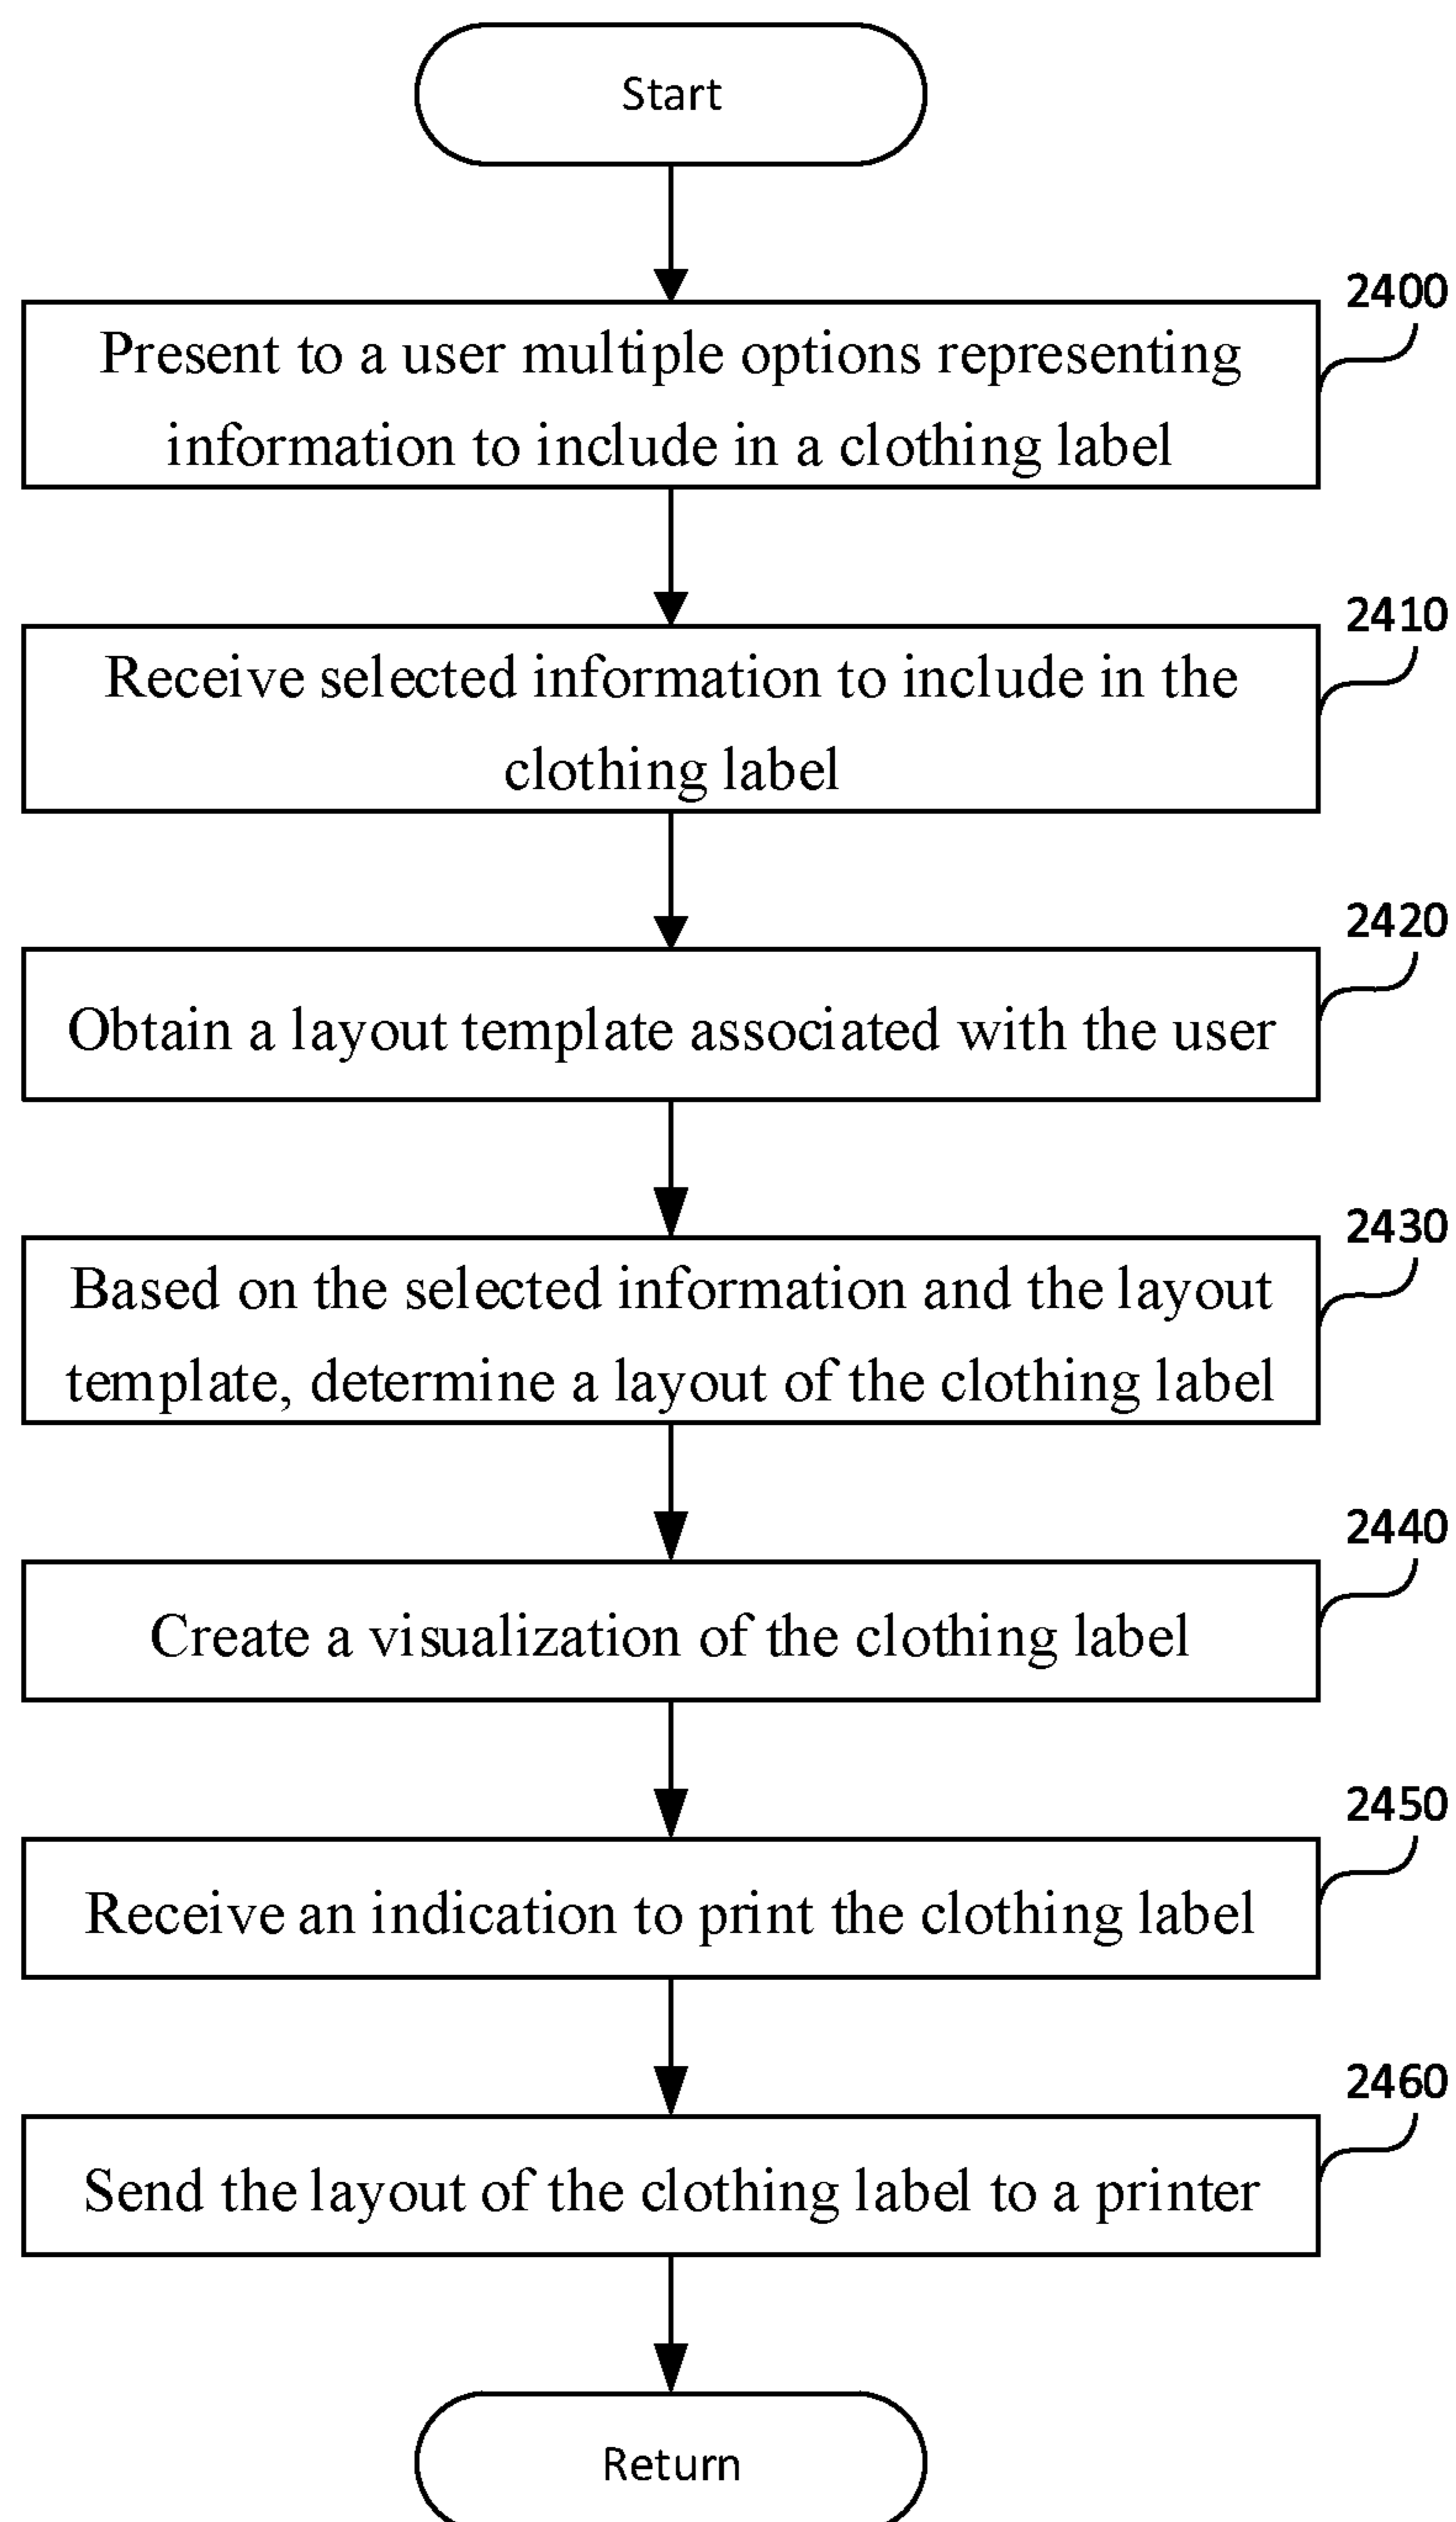 Start
2400
Present to a user multiple options representing
information to include in a clothing label
2410
Receive selected information to include in the
clothing label
2420
Obtain a layout template associated with the user
2430
Based on the selected information and the layout
template, determine a layout of the clothing label
2440
Create a visualization of the clothing label
2450
Receive an indication to print the clothing label
2460
Send the layout of the clothing label to a printer
Return